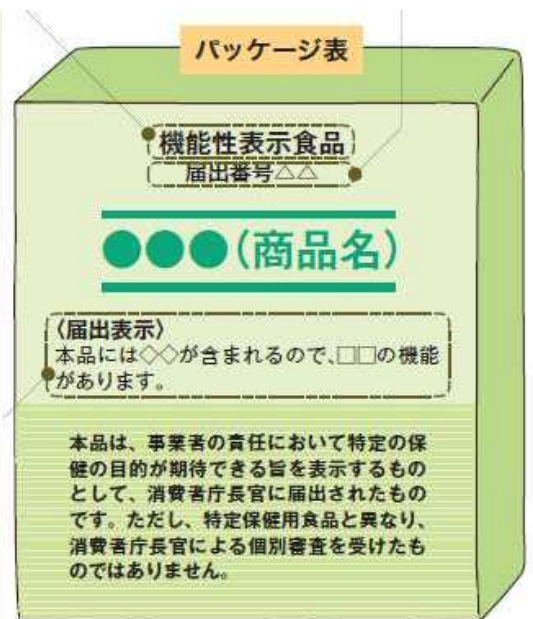 パッケージ表
機能性表示食品
届出番号△△
●●●(商品名)
〈届出表示〉
本品には◇◇が含まれるので、□□の機能
があります。
本品は、事業者の責任において特定の保
健の目的が期待できる旨を表示するもの
として、消費者庁長官に届出されたもの
です。ただし、特定保健用食品と異なり、
消費者庁長官による個別審査を受けたも
のではありません。